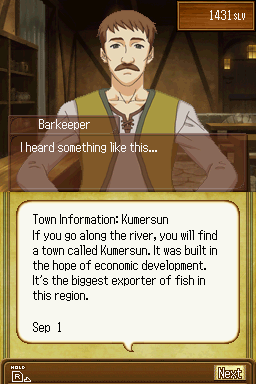 1431SLV
Barkeeper
I heard something like this...
Town Information: Kumersun
If you go along the river, you will find
a town called Kumersun. It was built in
the hope of economic development.
It's the biggest exporter of fish in
this region.
Sep 1
HOLD
R
Next